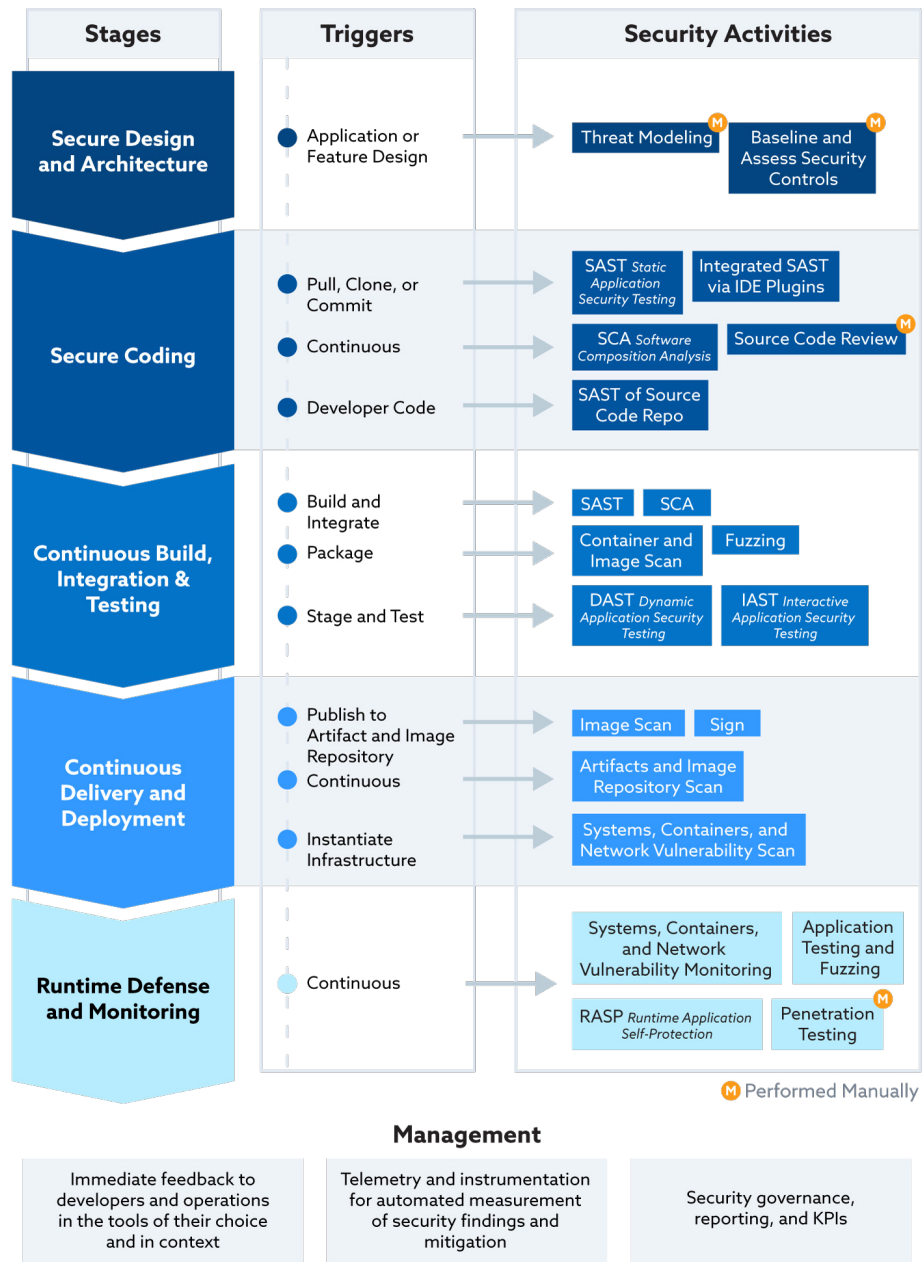 Stages
Triggers
Security Activities
Secure Design
and Architecture
Application or
Feature Design
Threat Modeling
M
Baseline and
Assess Security
Controls
M
Secure Coding
Pull, Clone, or
Commit
SAST Static
Application
Security Testing
Integrated SAST
via IDE Plugins
Continuous
SCA Software
Composition Analysis
Source Code Review
M
Developer Code
SAST of Source
Code Repo
Continuous Build,
Integration &
Testing
Build and
Integrate
SAST
SCA
Package
Container and
Image Scan
Fuzzing
Stage and Test
DAST Dynamic
Application Security
Testing
IAST Interactive
Application Security
Testing
Continuous
Delivery and
Deployment
Publish to
Artifact and Image
Repository
Image Scan
Sign
Continuous
Artifacts and Image
Repository Scan
Instantiate
Infrastructure
Systems, Containers, and
Network Vulnerability Scan
Runtime Defense
and Monitoring
Continuous
Systems, Containers,
and Network
Vulnerability Monitoring
Application
Testing and
Fuzzing
RASP Runtime Application
Self-Protection
Penetration
Testing
M
M Performed Manually
Management
Immediate feedback to
developers and operations
in the tools of their choice
and in context
Telemetry and instrumentation
for automated measurement
of security findings and
mitigation
Security governance,
reporting, and KPIs